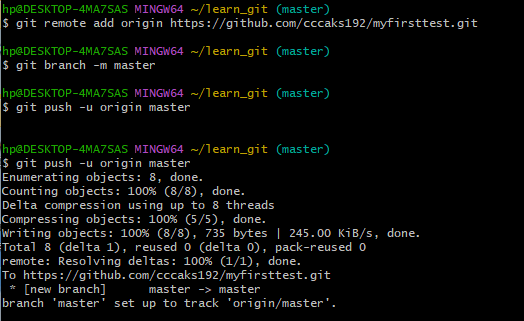 hp@DESKTOP-4MA7SAS MINGW64 ~/learn_git (master)
$ git remote add origin https://github.com/cccaks192/myfirsttest.git
hp@DESKTOP-4MA7SAS MINGW64 ~/learn_git (master)
$ git branch -m master
hp@DESKTOP-4MA7SAS MINGW64 ~/learn_git (master)
$ git push -u origin master
hp@DESKTOP-4MA7SAS MINGW64 ~/learn_git (master)
$ git push -u origin master
Enumerating objects: 8, done.
Counting objects: 100% (8/8), done.
Delta compression using up to 8 threads
Compressing objects: 100% (5/5), done.
Writing objects: 100% (8/8), 735 bytes | 245.00 KiB/s, done.
Total 8 (delta 1), reused 0 (delta 0), pack-reused 0
remote: Resolving deltas: 100% (1/1), done.
To https://github.com/cccaks192/myfirsttest.git
 * [new branch]      master -> master
branch 'master' set up to track 'origin/master'.